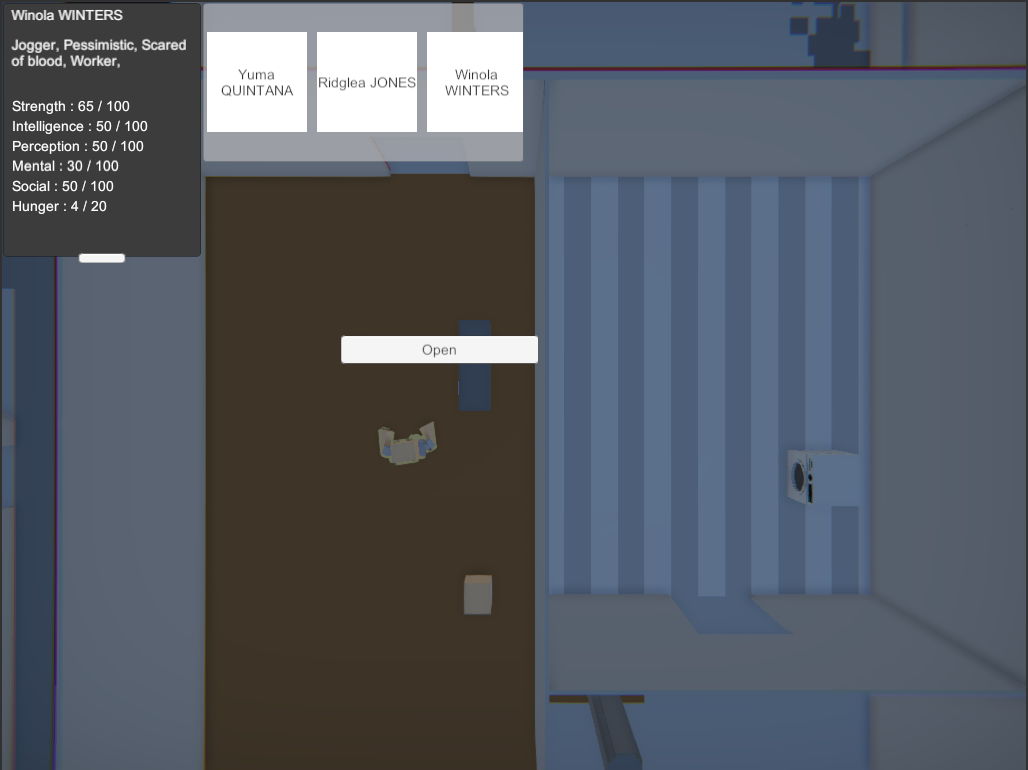 Winola WINTERS
Jogger, Pessimistic, Scared
of blood, Worker,
Strength : 65 / 100
Intelligence : 50 / 100
Perception : 50 / 100
Mental : 30 / 100
Social : 50 / 100
Hunger : 4 / 20
Yuma
QUINTANA
Ridglea JONES
Winola
WINTERS
Open